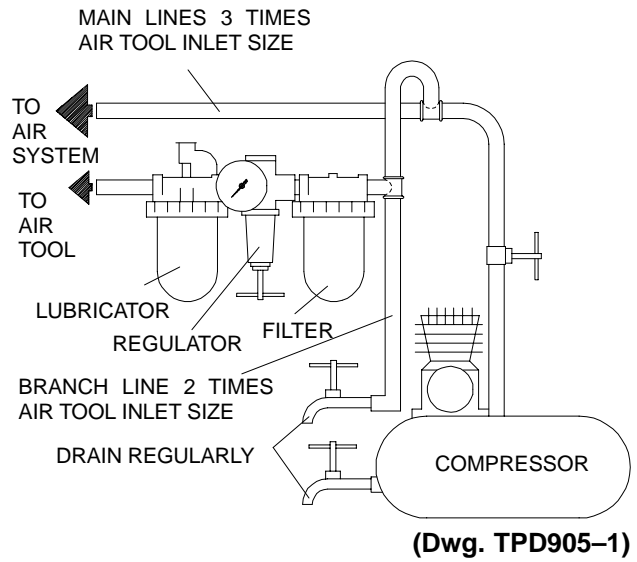 MAIN LINES 3 TIMES
AIR TOOL INLET SIZE
TO
AIR
SYSTEM
TO
AIR
TOOL
LUBRICATOR
REGULATOR
FILTER
BRANCH LINE 2 TIMES
AIR TOOL INLET SIZE
DRAIN REGULARLY
COMPRESSOR
(Dwg. TPD905–1)